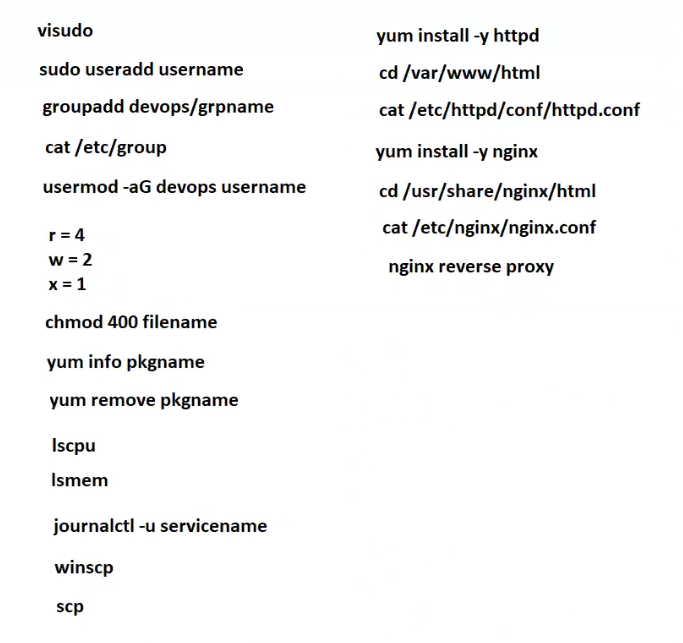 visudo
sudo useradd username
groupadd devops/grpname
cat /etc/group
usermod -aG devops username
r = 4
w = 2
x = 1
chmod 400 filename
yum info pkgname
yum remove pkgname
lscpu
lsmem
journalctl -u servicename
winscp
scp
yum install -y httpd
cd /var/www/html
cat /etc/httpd/conf/httpd.conf
yum install -y nginx
cd /usr/share/nginx/html
cat /etc/nginx/nginx.conf
nginx reverse proxy